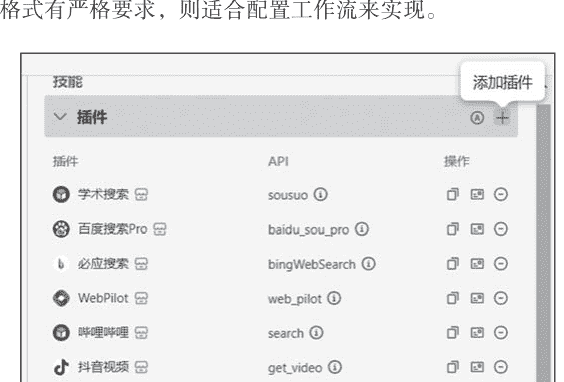 格式有严格要求，则适合配置工作流来实现。
技能
添加插件
插件
插件 API 操作
学术搜索 sousuo
百度搜索Pro baidu_sou_pro
必应搜索 bingWebSearch
WebPilot web_pilot
哔哩哔哩 search
抖音视频 get_video